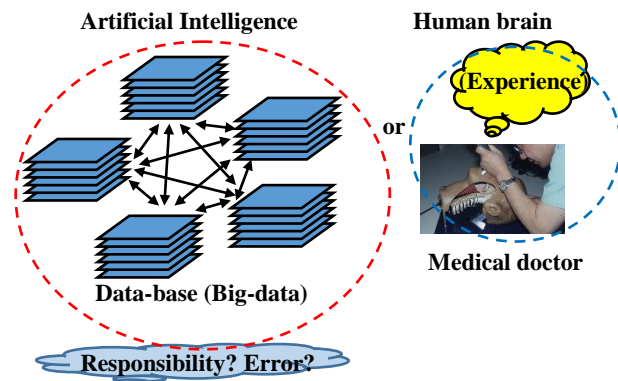 Artificial Intelligence
Human brain
(Experience)
or
Medical doctor
Data-base (Big-data)
Responsibility? Error?